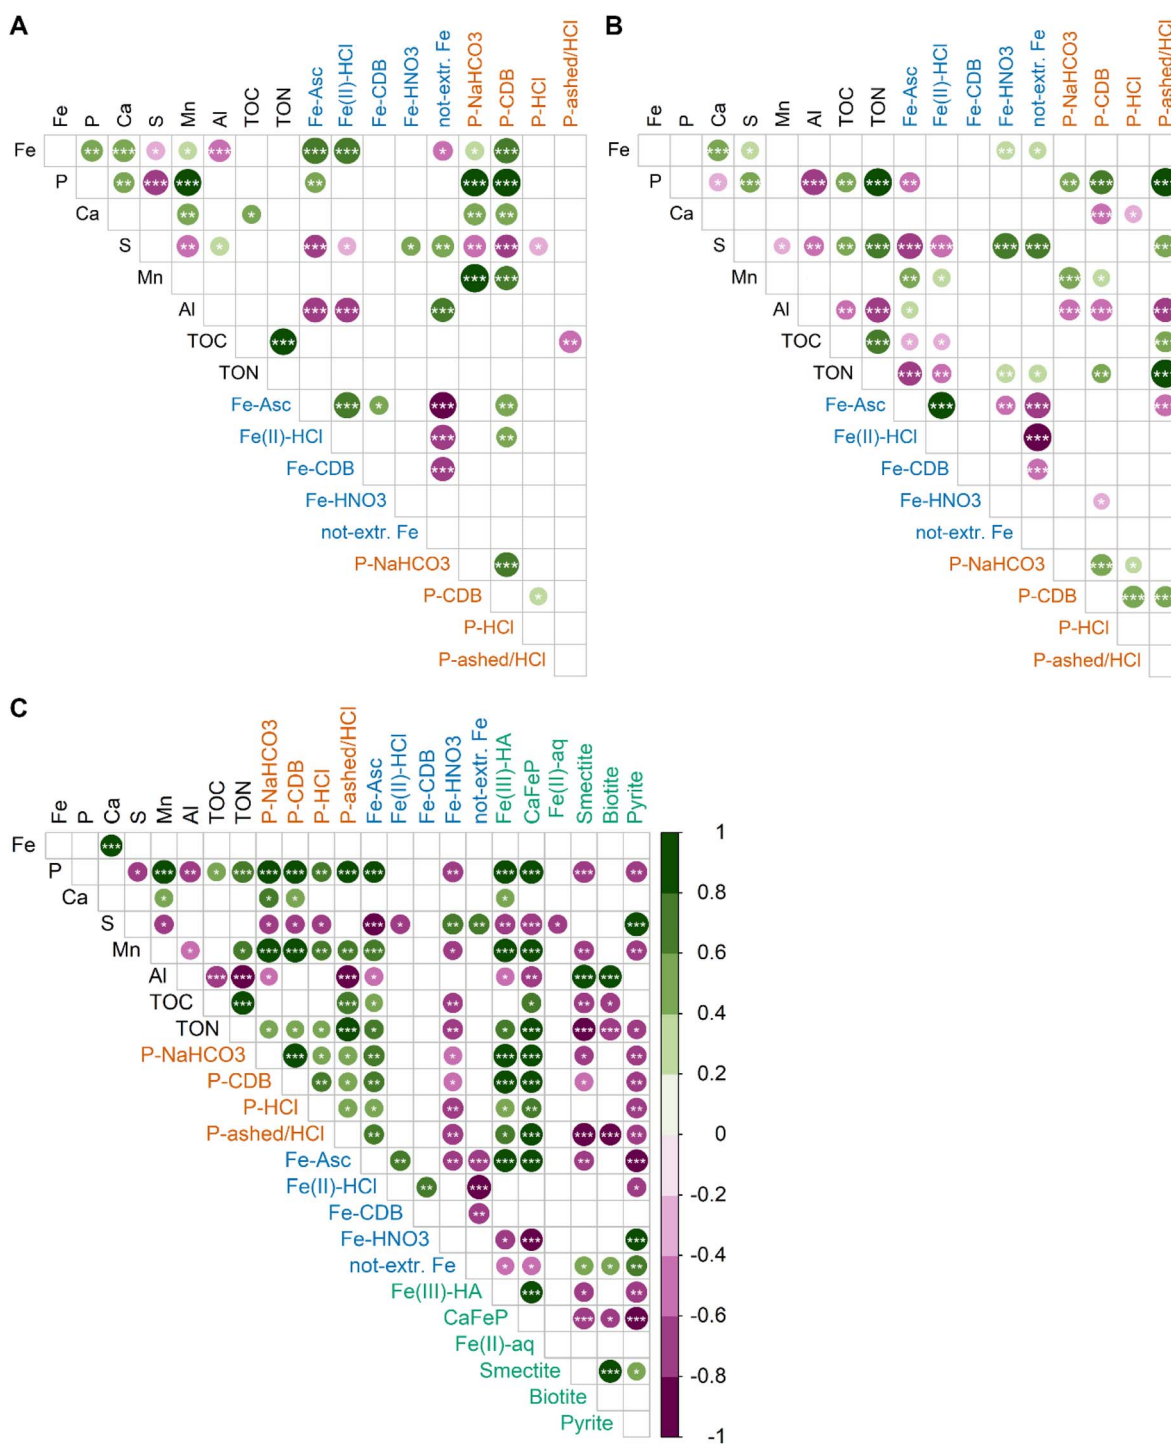 A
Fe
P
Ca
S
Mn
Al
TOC
TON
Fe-Asc
Fe(II)-HCl
Fe-CDB
Fe-HNO3
not-extr. Fe
P-NaHCO3
P-CDB
P-HCl
P-ashed/HCl
Fe ** *** * * *** *** *** * * ***
P ** *** *** ** *** ***
Ca ** * ** **
S ** * *** * * ** ** *** *
Mn *** ***
Al *** *** ***
TOC *** **
TON
Fe-Asc *** * *** **
Fe(II)-HCl *** **
Fe-CDB ***
Fe-HNO3
not-extr. Fe
P-NaHCO3 ***
P-CDB *
P-HCl
P-ashed/HCl
B
Fe
P
Ca
S
Mn
Al
TOC
TON
Fe-Asc
Fe(II)-HCl
Fe-CDB
Fe-HNO3
not-extr. Fe
P-NaHCO3
P-CDB
P-HCl
P-ashed/HCl
Fe *** * ** *
P * *** *** ** *** ** ** *** **
Ca *** *
S * ** ** *** *** *** *** *** **
Mn ** * *** *
Al ** *** * *** *** **
TOC *** * * **
TON *** ** ** * ** **
Fe-Asc *** ** *** **
Fe(II)-HCl ***
Fe-CDB ***
Fe-HNO3 *
not-extr. Fe
P-NaHCO3 *** *
P-CDB *** **
P-HCl
P-ashed/HCl
C
Fe
P
Ca
S
Mn
Al
TOC
TON
P-NaHCO3
P-CDB
P-HCl
P-ashed/HCl
Fe-Asc
Fe(II)-HCl
Fe-CDB
Fe-HNO3
not-extr. Fe
Fe(III)-HA
CaFeP
Fe(II)-aq
Smectite
Biotite
Pyrite
Fe ***
P * *** ** * *** *** *** ** *** *** ** *** *** *** **
Ca * * * *
S * * * * *** * ** ** ** *** * ***
Mn * * *** *** ** ** *** * *** *** ** **
Al *** *** * *** * * ** *** ***
TOC *** *** * ** * ** *
TON * * * *** * ** * *** *** *** *
P-NaHCO3 *** * * ** * *** *** * **
P-CDB ** * ** * *** *** * **
P-HCl * * ** * ** **
P-ashed/HCl ** ** * *** *** *** **
Fe-Asc ** ** *** *** *** ** ***
Fe(II)-HCl ** *** *
Fe-CDB **
Fe-HNO3 * *** ***
not-extr. Fe * * * * **
Fe(III)-HA *** * **
CaFeP *** * ***
Fe(II)-aq
Smectite *** *
Biotite
Pyrite
1
0.8
0.6
0.4
0.2
0
-0.2
-0.4
-0.6
-0.8
-1